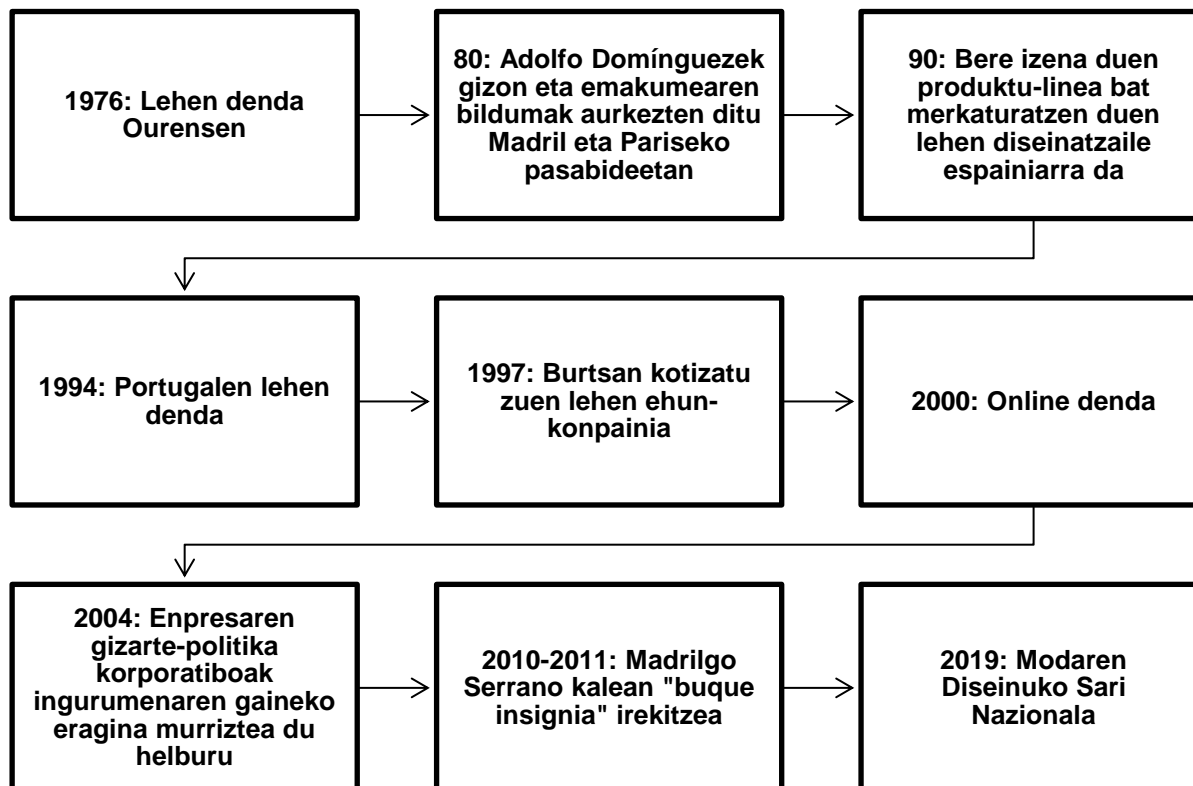 1976: Lehen denda
Ourensen
80: Adolfo Domínguezek
gizon eta emakumearen
bildumak aurkezten ditu
Madril eta Pariseko
pasabideetan
90: Bere izena duen
produktu-linea bat
merkaturatzen duen
lehen diseinatzaile
espainiarra da
1994: Portugalen lehen
denda
1997: Burtsan kotizatu
zuen lehen ehun-
konpainia
2000: Online denda
2004: Enpresaren
gizarte-politika
korporatiboak
ingurumenaren gaineko
eragina murriztea du
helburu
2010-2011: Madrilgo
Serrano kalean "buque
insignia" irekitzea
2019: Modaren
Diseinuko Sari
Nazionala